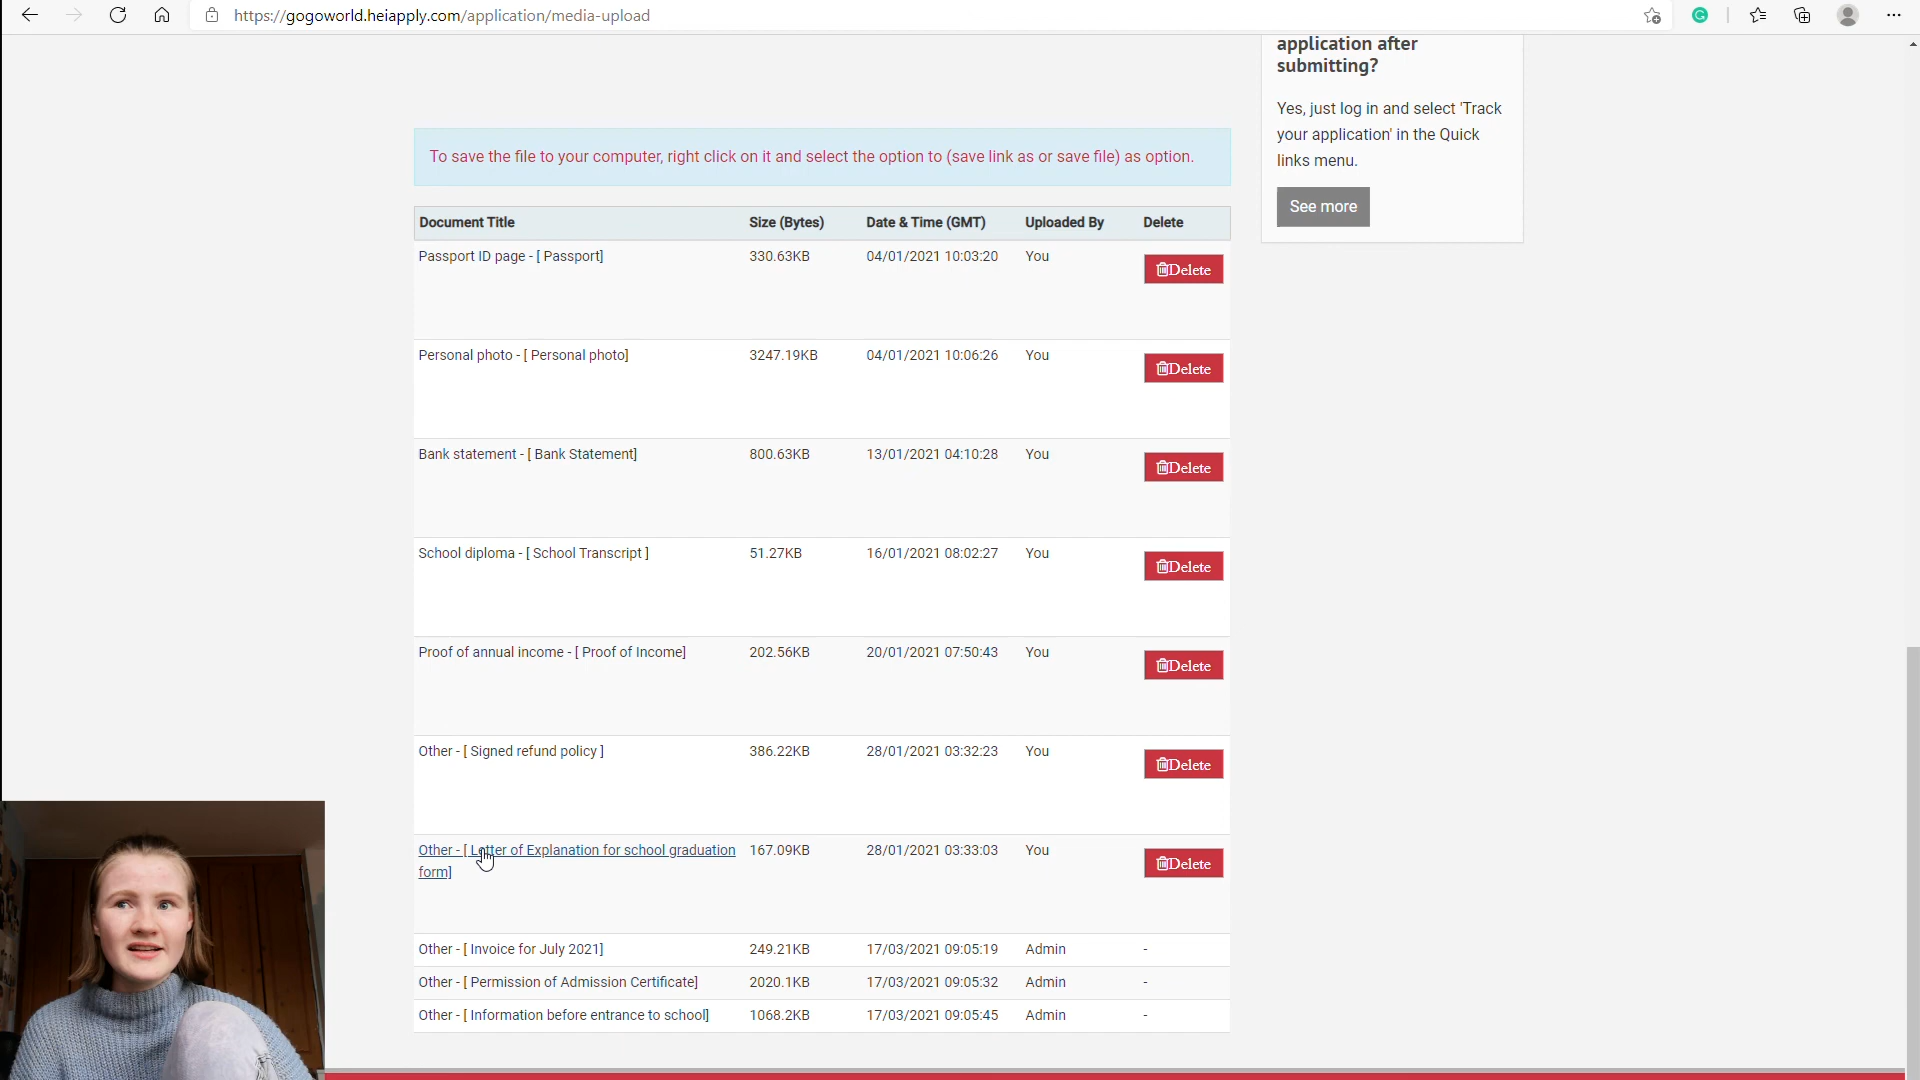 https://gogoworld.heiapply.com/application/media-upload
application after
submitting?
Yes, just log in and select 'Track
your application' in the Quick
links menu.
See more
To save the file to your computer, right click on it and select the option to (save link as or save file) as option.
Document Title Size (Bytes) Date & Time (GMT) Uploaded By Delete
Passport ID page - [ Passport] 330.63KB 04/01/2021 10:03:20 You Delete
Personal photo - [ Personal photo] 3247.19KB 04/01/2021 10:06:26 You Delete
Bank statement - [ Bank Statement] 800.63KB 13/01/2021 04:10:28 You Delete
School diploma - [ School Transcript ] 51.27KB 16/01/2021 08:02:27 You Delete
Proof of annual income - [ Proof of Income] 202.56KB 20/01/2021 07:50:43 You Delete
Other - [ Signed refund policy ] 386.22KB 28/01/2021 03:32:23 You Delete
Other - [ Letter of Explanation for school graduation 167.09KB 28/01/2021 03:33:03 You Delete
form]
Other - [ Invoice for July 2021] 249.21KB 17/03/2021 09:05:19 Admin -
Other - [ Permission of Admission Certificate] 2020.1KB 17/03/2021 09:05:32 Admin -
Other - [ Information before entrance to school] 1068.2KB 17/03/2021 09:05:45 Admin -